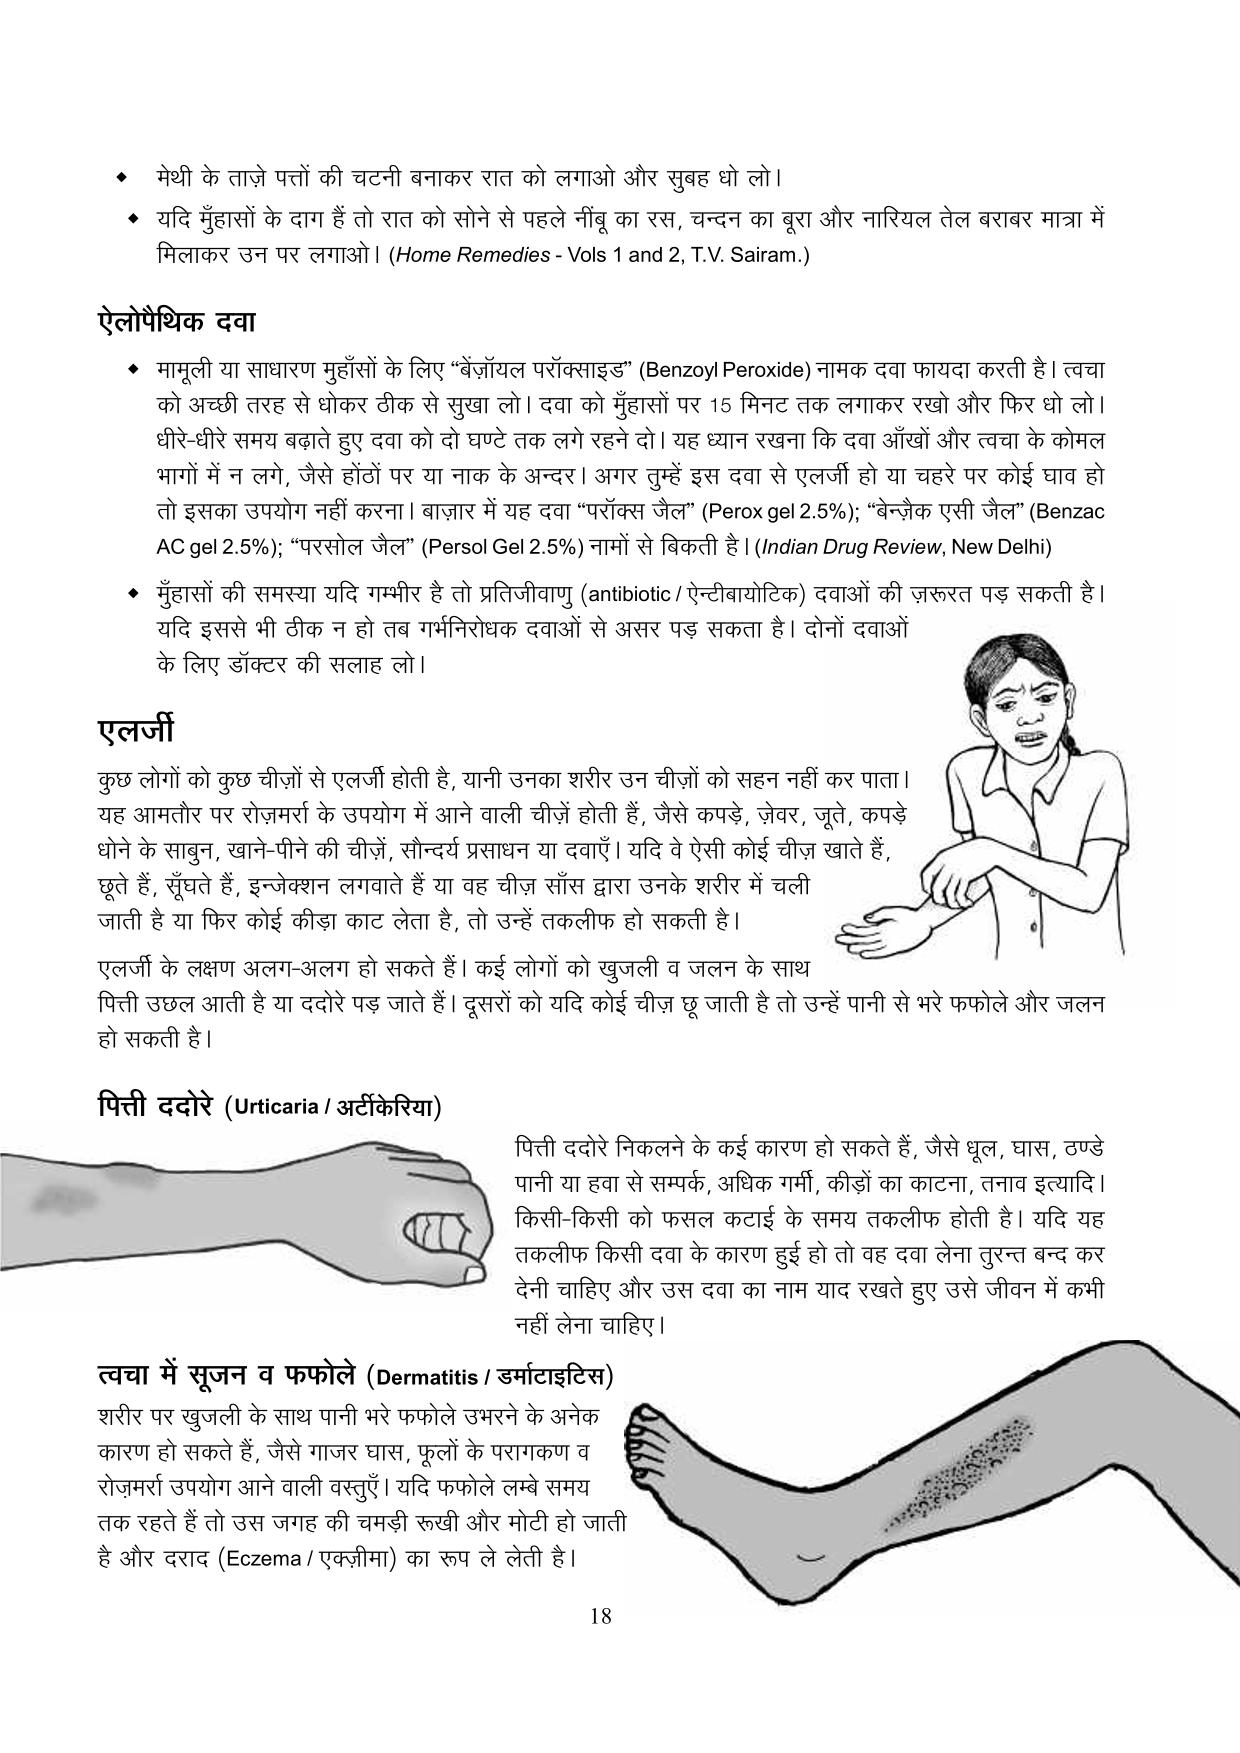 ◆ मेथी के ताज़े पत्तों की चटनी बनाकर रात को लगाओ और सुबह धो लो।
◆ यदि मुँहासों के दाग हैं तो रात को सोने से पहले नींबू का रस, चन्दन का बूरा और नारियल तेल बराबर मात्रा में
मिलाकर उन पर लगाओ। (Home Remedies - Vols 1 and 2, T.V. Sairam.)
ऐलोपैथिक दवा
◆ मामूली या साधारण मुहाँसों के लिए “बेंज़ॉयल परॉक्साइड” (Benzoyl Peroxide) नामक दवा फायदा करती है। त्वचा
को अच्छी तरह से धोकर ठीक से सुखा लो। दवा को मुँहासों पर 15 मिनट तक लगाकर रखो और फिर धो लो।
धीरे-धीरे समय बढ़ाते हुए दवा को दो घण्टे तक लगे रहने दो। यह ध्यान रखना कि दवा आँखों और त्वचा के कोमल
भागों में न लगे, जैसे होंठों पर या नाक के अन्दर। अगर तुम्हें इस दवा से एलर्जी हो या चहरे पर कोई घाव हो
तो इसका उपयोग नहीं करना। बाज़ार में यह दवा “परॉक्स जैल” (Perox gel 2.5%); “बेन्ज़ैक एसी जैल” (Benzac
AC gel 2.5%); “परसोल जैल” (Persol Gel 2.5%) नामों से बिकती है। (Indian Drug Review, New Delhi)
◆ मुँहासों की समस्या यदि गम्भीर है तो प्रतिजीवाणु (antibiotic / ऐन्टीबायोटिक) दवाओं की ज़रूरत पड़ सकती है।
यदि इससे भी ठीक न हो तब गर्भनिरोधक दवाओं से असर पड़ सकता है। दोनों दवाओं
के लिए डॉक्टर की सलाह लो।
एलर्जी
कुछ लोगों को कुछ चीज़ों से एलर्जी होती है, यानी उनका शरीर उन चीज़ों को सहन नहीं कर पाता।
यह आमतौर पर रोज़मर्रा के उपयोग में आने वाली चीज़ें होती हैं, जैसे कपड़े, ज़ेवर, जूते, कपड़े
धोने के साबुन, खाने-पीने की चीज़ें, सौन्दर्य प्रसाधन या दवाएँ। यदि वे ऐसी कोई चीज़ खाते हैं,
छूते हैं, सूँघते हैं, इन्जेक्शन लगवाते हैं या वह चीज़ साँस द्वारा उनके शरीर में चली
जाती है या फिर कोई कीड़ा काट लेता है, तो उन्हें तकलीफ हो सकती है।
एलर्जी के लक्षण अलग-अलग हो सकते हैं। कई लोगों को खुजली व जलन के साथ
पित्ती उछल आती है या ददोरे पड़ जाते हैं। दूसरों को यदि कोई चीज़ छू जाती है तो उन्हें पानी से भरे फफोले और जलन
हो सकती है।
पित्ती ददोरे (Urticaria / अर्टीकेरिया)
पित्ती ददोरे निकलने के कई कारण हो सकते हैं, जैसे धूल, घास, ठण्डे
पानी या हवा से सम्पर्क, अधिक गर्मी, कीड़ों का काटना, तनाव इत्यादि।
किसी-किसी को फसल कटाई के समय तकलीफ होती है। यदि यह
तकलीफ किसी दवा के कारण हुई हो तो वह दवा लेना तुरन्त बन्द कर
देनी चाहिए और उस दवा का नाम याद रखते हुए उसे जीवन में कभी
नहीं लेना चाहिए।
त्वचा में सूजन व फफोले (Dermatitis / डर्माटाइटिस)
शरीर पर खुजली के साथ पानी भरे फफोले उभरने के अनेक
कारण हो सकते हैं, जैसे गाजर घास, फूलों के परागकण व
रोज़मर्रा उपयोग आने वाली वस्तुएँ। यदि फफोले लम्बे समय
तक रहते हैं तो उस जगह की चमड़ी रूखी और मोटी हो जाती
है और दराद (Eczema / एक्ज़ीमा) का रूप ले लेती है।
18